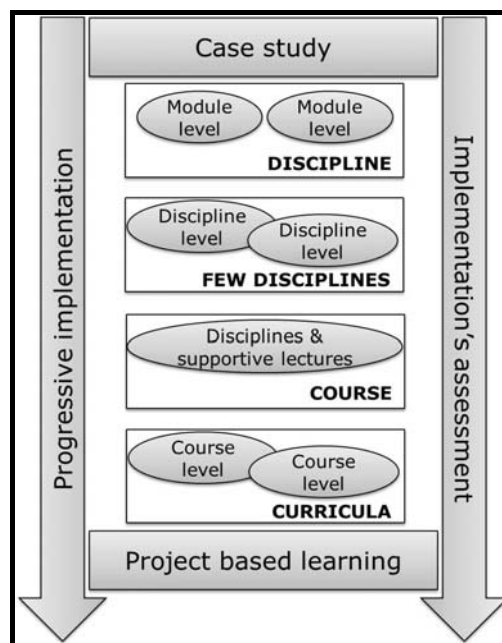 Case study
Progressive implementation
Implementation's assessment
Module
level
Module
level
DISCIPLINE
Discipline
level
Discipline
level
FEW DISCIPLINES
Disciplines &
supportive lectures
COURSE
Course
level
Course
level
CURRICULA
Project based learning